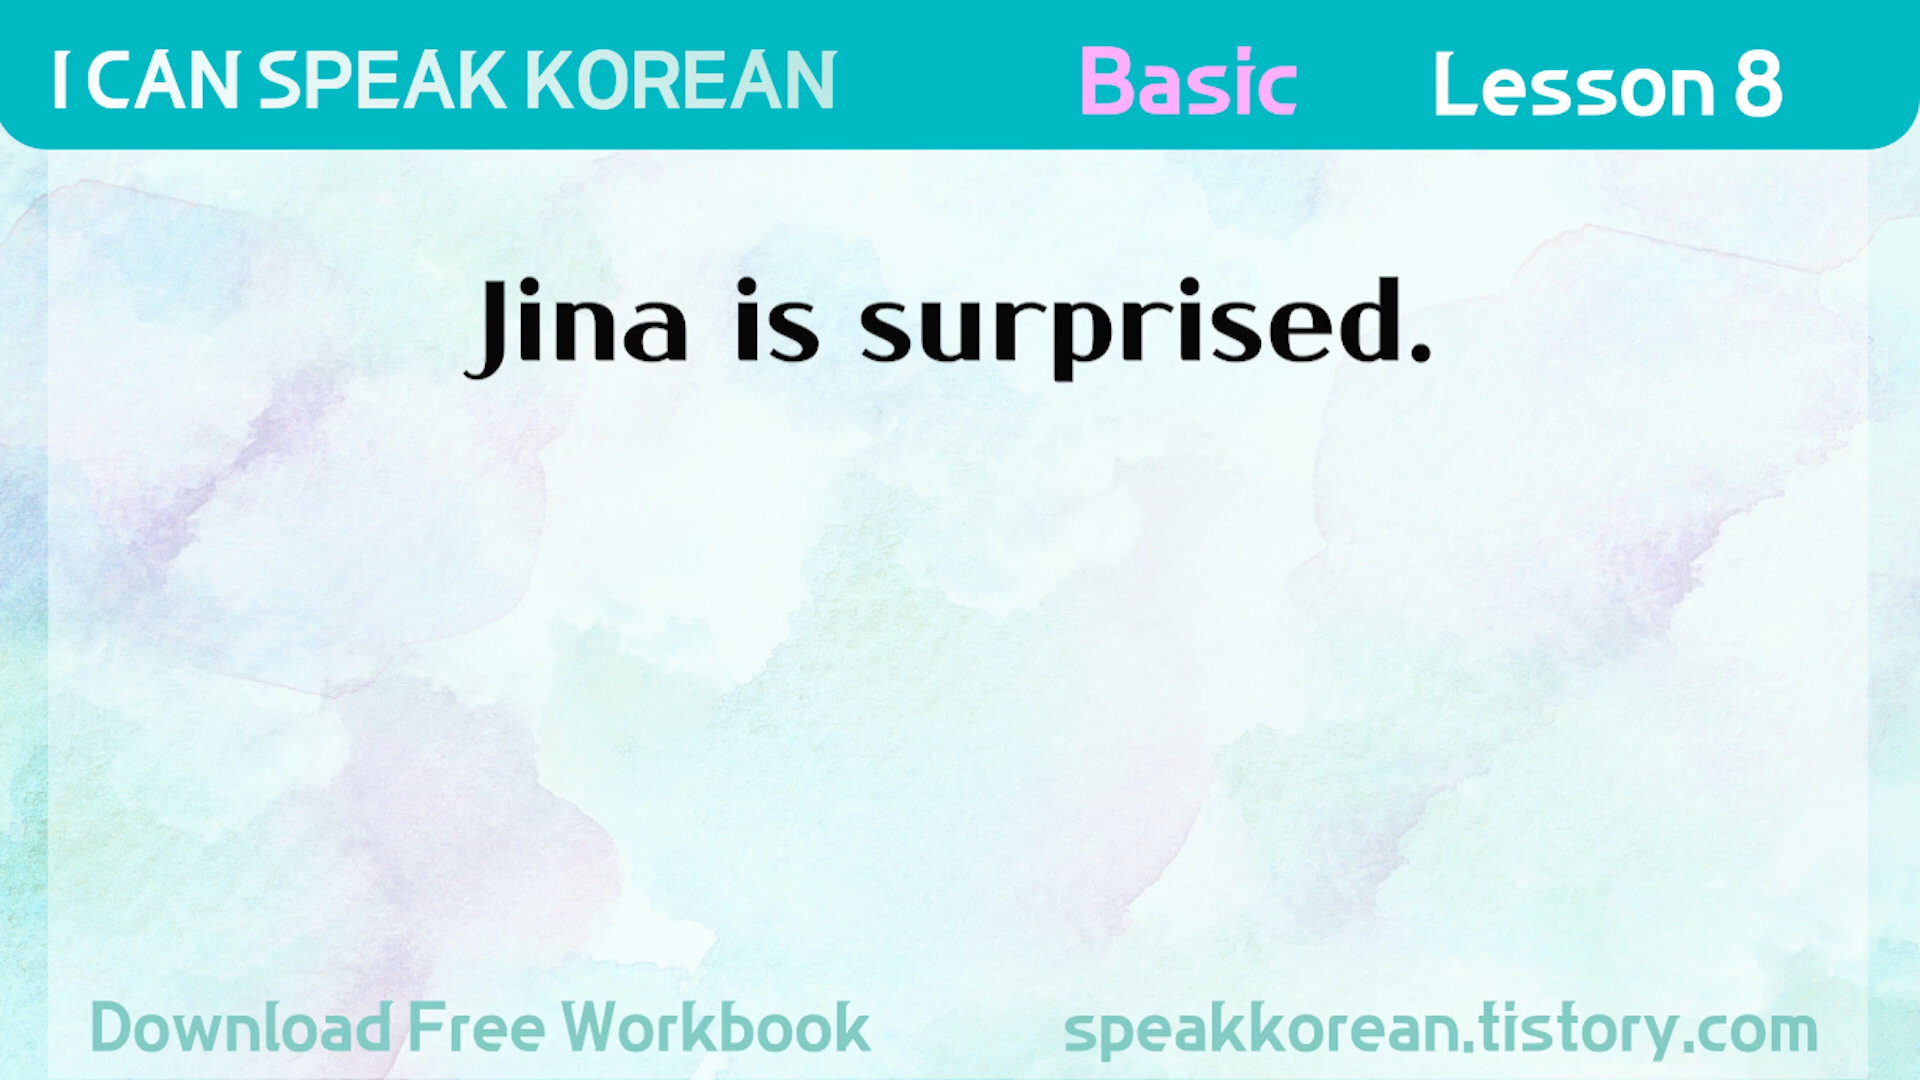 I CAN SPEAK KOREAN Basic Lesson 8
Jina is surprised.
Download Free Workbook speakkorean.tistory.com